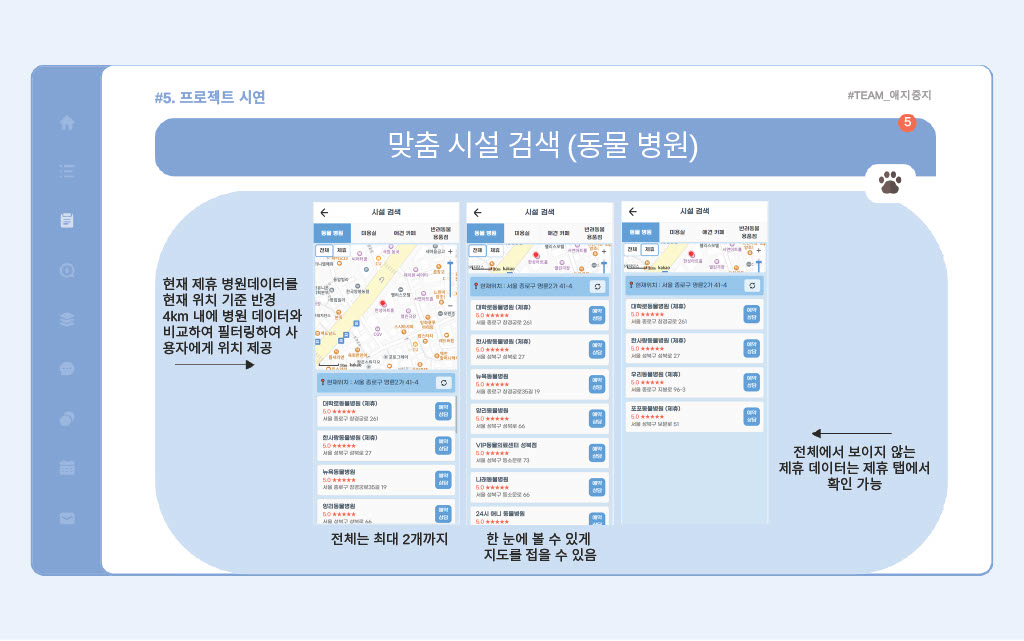 #5. 프로젝트 시연
#TEAM_애지중지
5
맞춤 시설 검색 (동물 병원)
현재 제휴 병원데이터를
현재 위치 기준 반경
4km 내에 병원 데이터와
비교하여 필터링하여 사
용자에게 위치 제공
시설 검색
동물 병원 미용실 애견 카페 반려동물
용품점
전체 제휴
현재위치 : 서울 종로구 명륜2가 41-4
대학로동물병원 (제휴)
5.0 ★★★★★
서울 종로구 창경궁로 261
예약
상담
한사랑동물병원 (제휴)
5.0 ★★★★★
서울 성북구 성북로 27
예약
상담
뉴욕동물병원
5.0 ★★★★★
서울 종로구 창경궁로35길 19
예약
상담
앙리동물병원
5.0 ★★★★★
서울 성북구 성북로 66
예약
상담
전체는 최대 2개까지
시설 검색
동물 병원 미용실 애견 카페 반려동물
용품점
전체 제휴
kakao
현재위치 : 서울 종로구 명륜2가 41-4
대학로동물병원 (제휴)
5.0 ★★★★★
서울 종로구 창경궁로 261
예약
상담
한사랑동물병원 (제휴)
5.0 ★★★★★
서울 성북구 성북로 27
예약
상담
뉴욕동물병원
5.0 ★★★★★
서울 종로구 창경궁로35길 19
예약
상담
앙리동물병원
5.0 ★★★★★
서울 성북구 성북로 66
예약
상담
VIP동물의료센터 성북점
5.0 ★★★★★
서울 성북구 동소문로 73
예약
상담
나래동물병원
5.0 ★★★★★
서울 성북구 동소문로 66
예약
상담
24시 애니 동물병원
5.0 ★★★★★
예약
상담
한 눈에 볼 수 있게
지도를 접을 수 있음
시설 검색
동물 병원 미용실 애견 카페 반려동물
용품점
전체 제휴
kakao
현재위치 : 서울 종로구 명륜2가 41-4
대학로동물병원 (제휴)
5.0 ★★★★★
서울 종로구 창경궁로 261
예약
상담
한사랑동물병원 (제휴)
5.0 ★★★★★
서울 성북구 성북로 27
예약
상담
우리동물병원 (제휴)
5.0 ★★★★★
서울 종로구 지봉로 96-3
예약
상담
포포동물병원 (제휴)
5.0 ★★★★★
서울 성북구 보문로 51
예약
상담
전체에서 보이지 않는
제휴 데이터는 제휴 탭에서
확인 가능